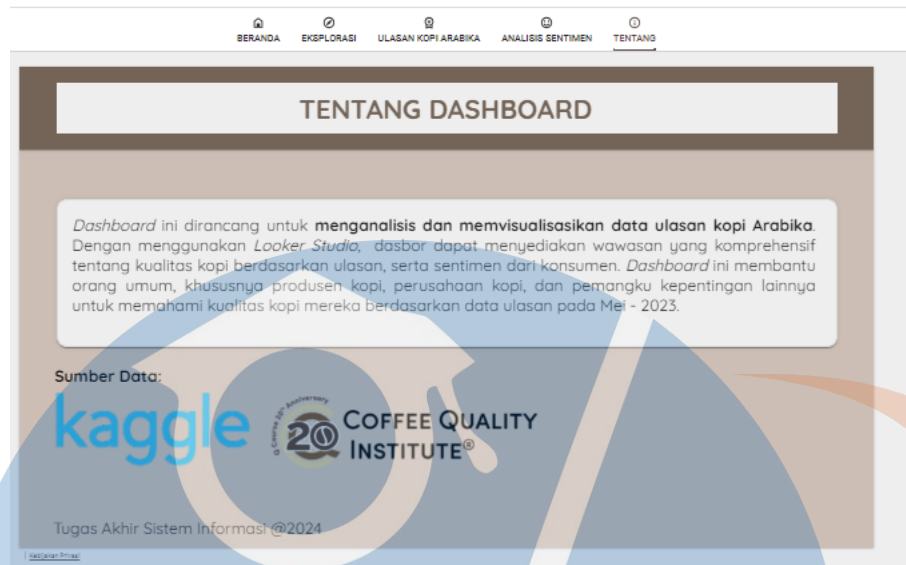 BERANDA EKSPLORASI ULASAN KOPI ARABIKA ANALISIS SENTIMEN TENTANG
TENTANG DASHBOARD
Dashboard ini dirancang untuk menganalisis dan memvisualisasikan data ulasan kopi Arabika.
Dengan menggunakan Looker Studio, dasbor dapat menyediakan wawasan yang komprehensif
tentang kualitas kopi berdasarkan ulasan, serta sentimen dari konsumen. Dashboard ini membantu
orang umum, khususnya produsen kopi, perusahaan kopi, dan pemangku kepentingan lainnya
untuk memahami kualitas kopi mereka berdasarkan data ulasan pada Mei - 2023.
Sumber Data:
kaggle
Q Course 20th Anniversary
20
COFFEE QUALITY
INSTITUTE®
Tugas Akhir Sistem Informasi @2024
Kebijakan Privasi